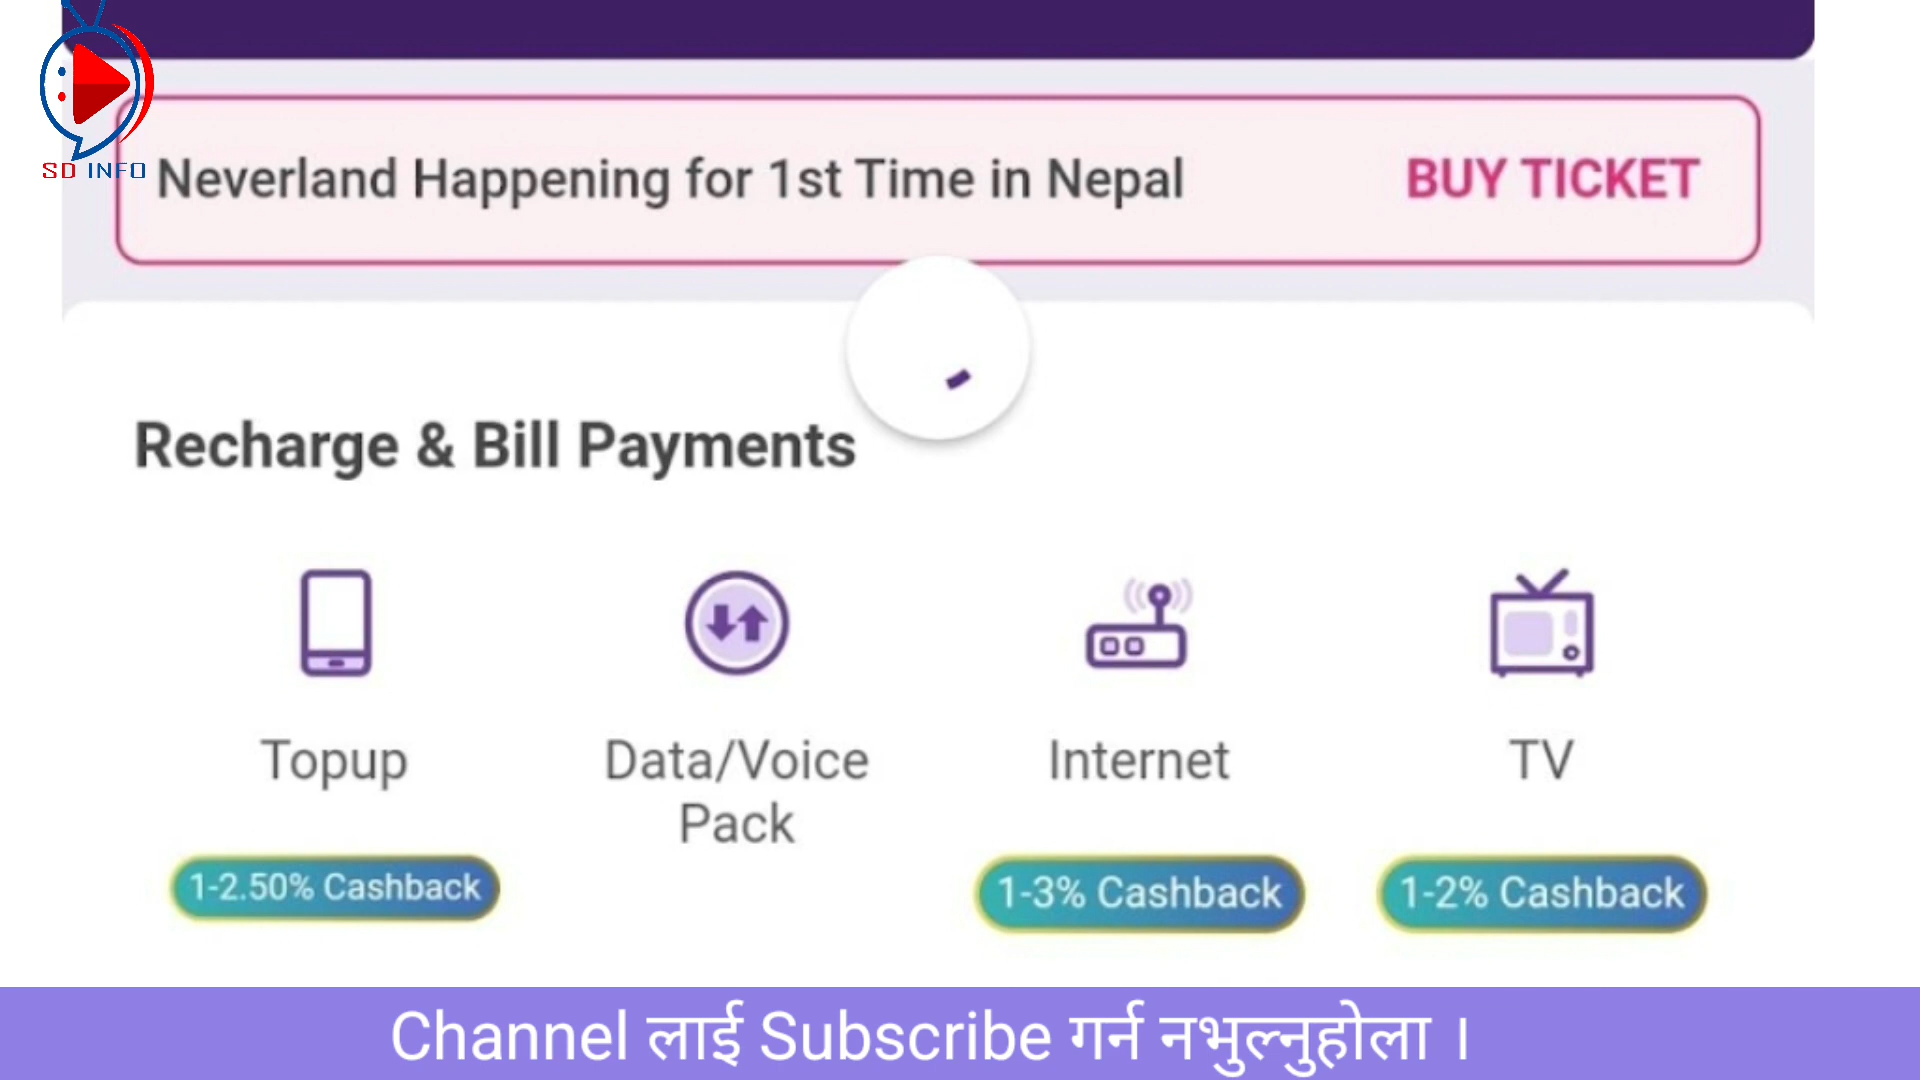 SD INFO
Neverland Happening for 1st Time in Nepal
BUY TICKET
Recharge & Bill Payments
Topup
Data/Voice
Pack
Internet
TV
1-2.50% Cashback
1-3% Cashback
1-2% Cashback
Channel लाई Subscribe गर्न नभुल्नुहोला ।